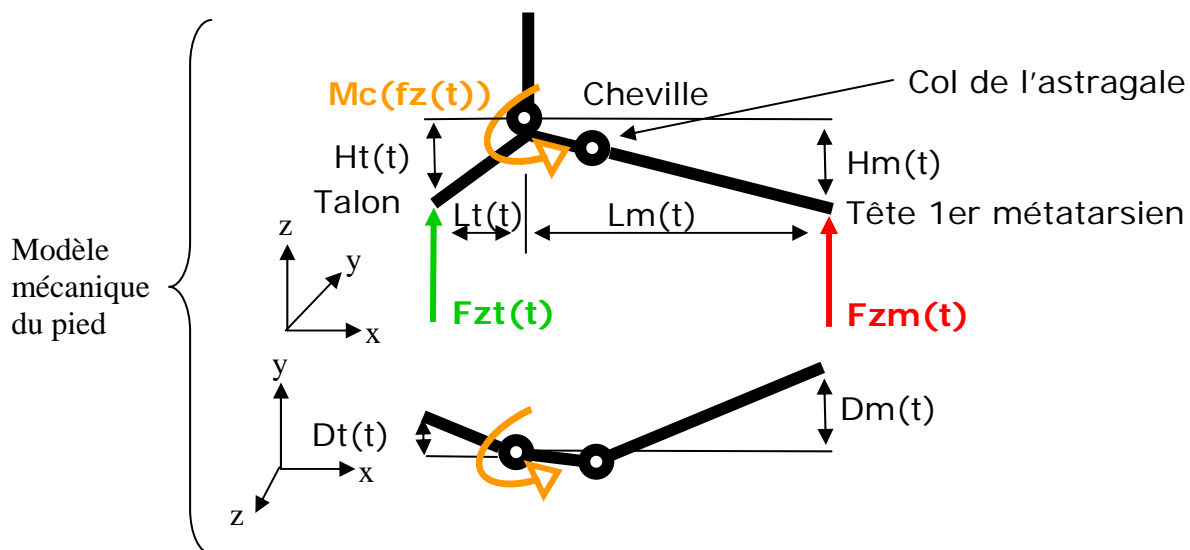 Mc(fz(t))
Cheville
Col de l'astragale
Ht(t)
Hm(t)
Talon
Lt(t)
Lm(t)
Tête 1er métatarsien
Modèle
mécanique
du pied
z
y
x
Fzt(t)
Fzm(t)
y
Dt(t)
Dm(t)
x
z